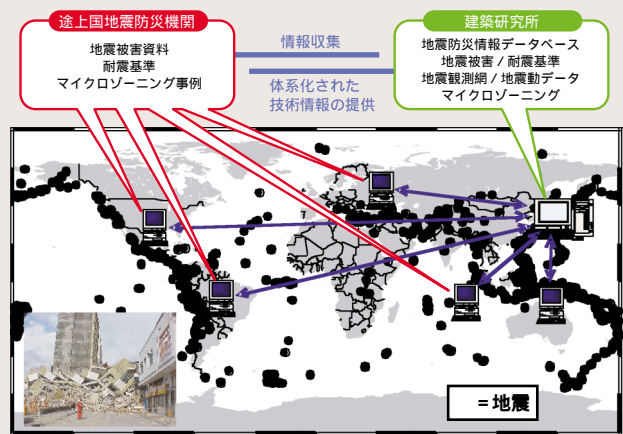 途上国地震防災機関
地震被害資料
耐震基準
マイクロゾーニング事例
情報収集
体系化された
技術情報の提供
建築研究所
地震防災情報データベース
地震被害 / 耐震基準
地震観測網 / 地震動データ
マイクロゾーニング
=地震